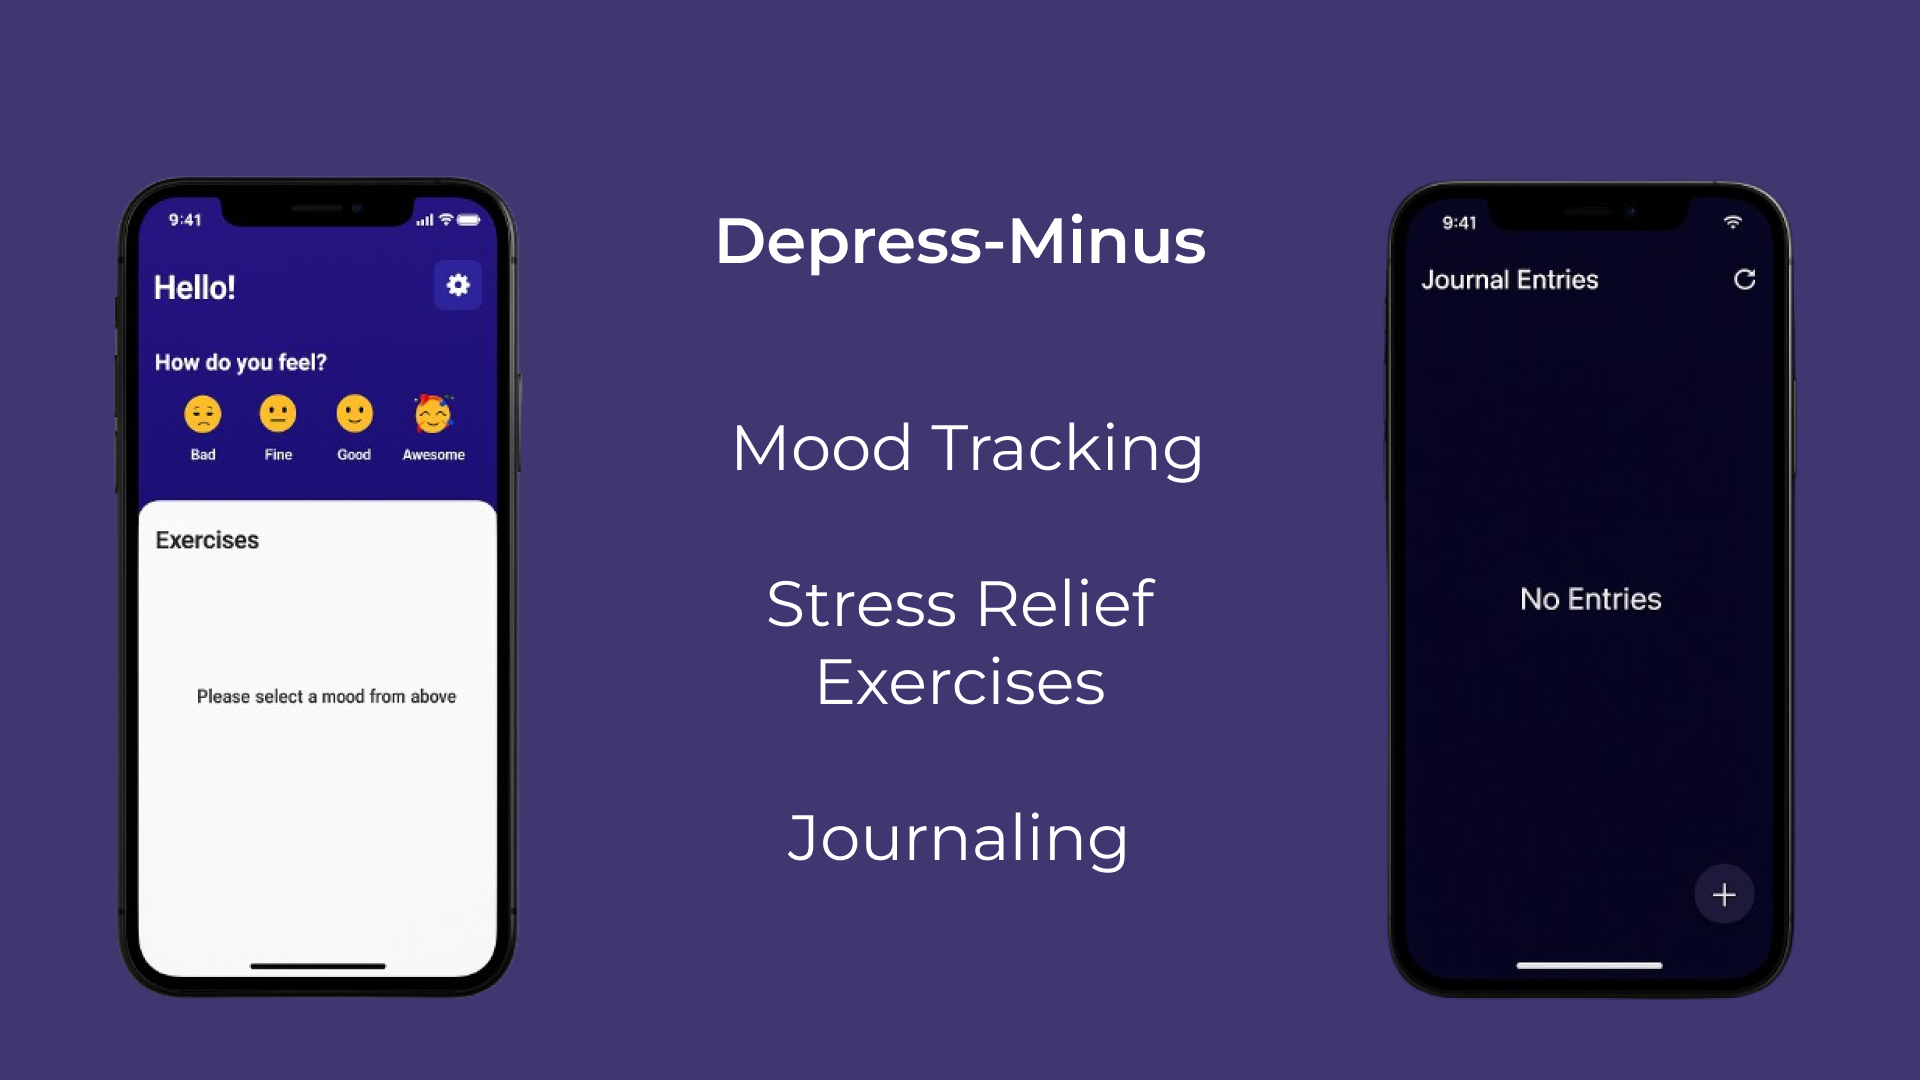 9:41
Hello!
How do you feel?
Bad Fine Good Awesome
Exercises
Please select a mood from above
Depress-Minus
Mood Tracking
Stress Relief
Exercises
Journaling
9:41
Journal Entries
No Entries